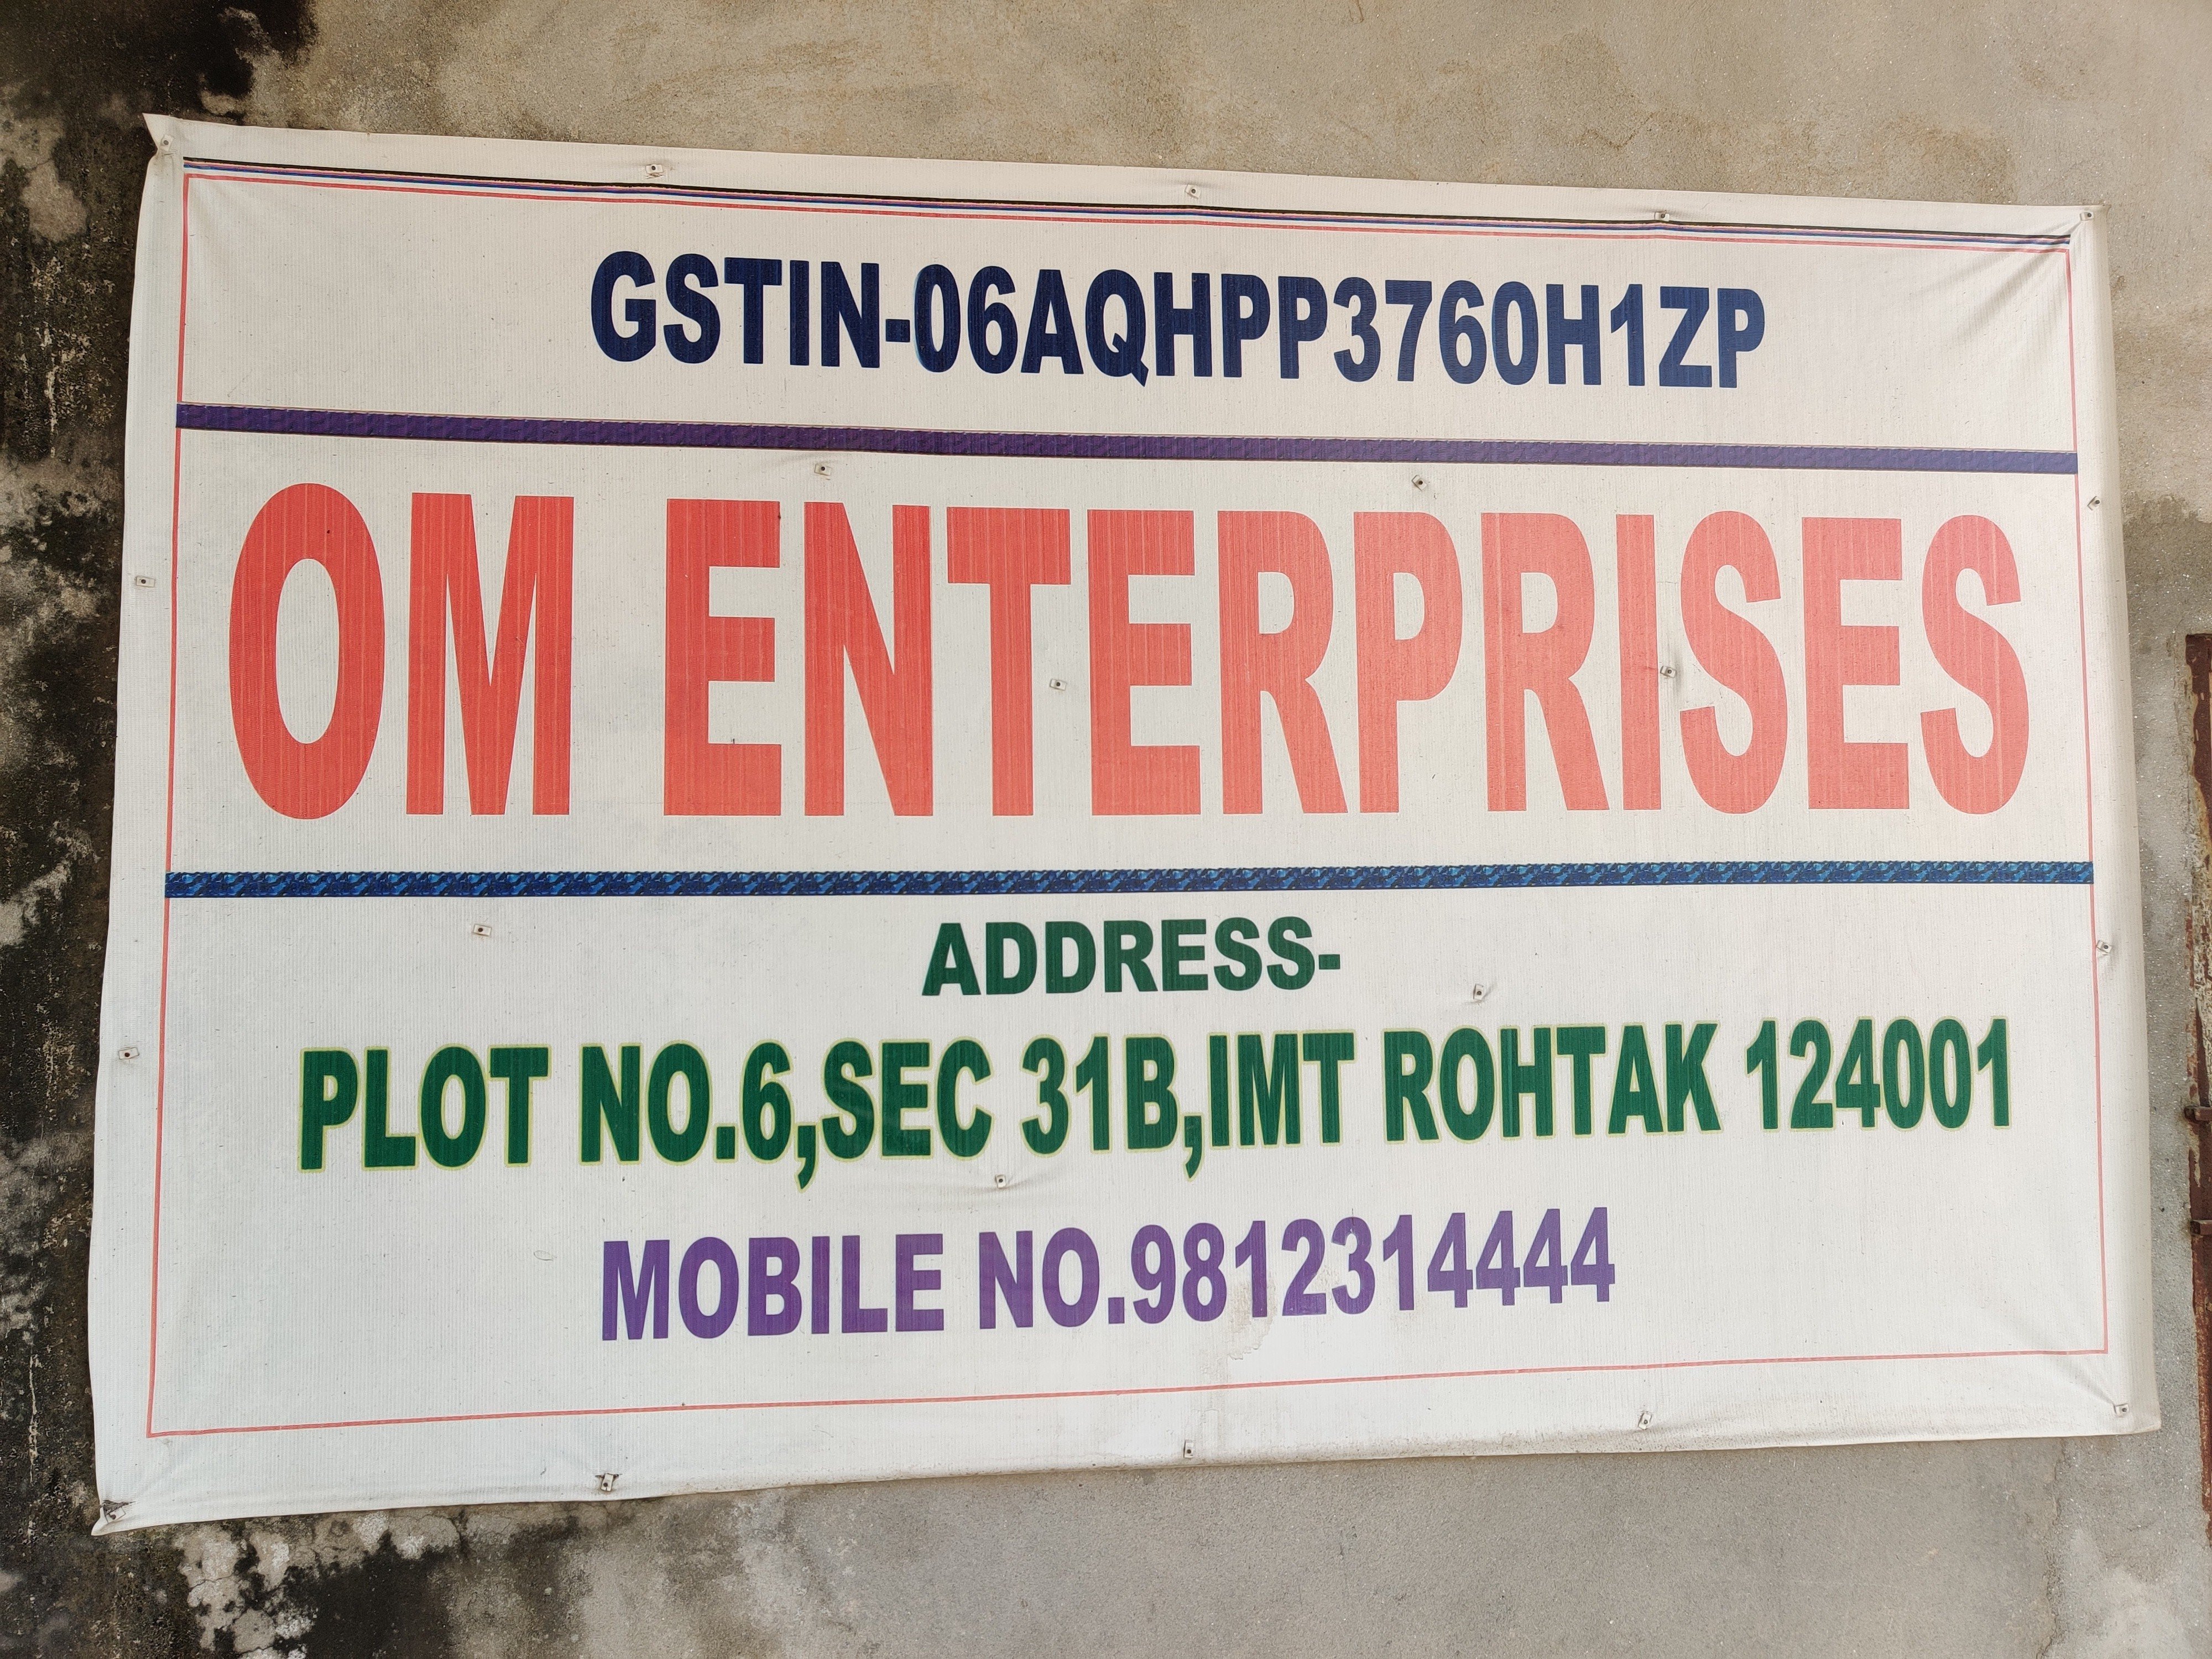 GSTIN-06AQHPP3760H1ZP
OM ENTERPRISES
ADDRESS-
PLOT NO.6,SEC 31B,IMT ROHTAK 124001
MOBILE NO.9812314444